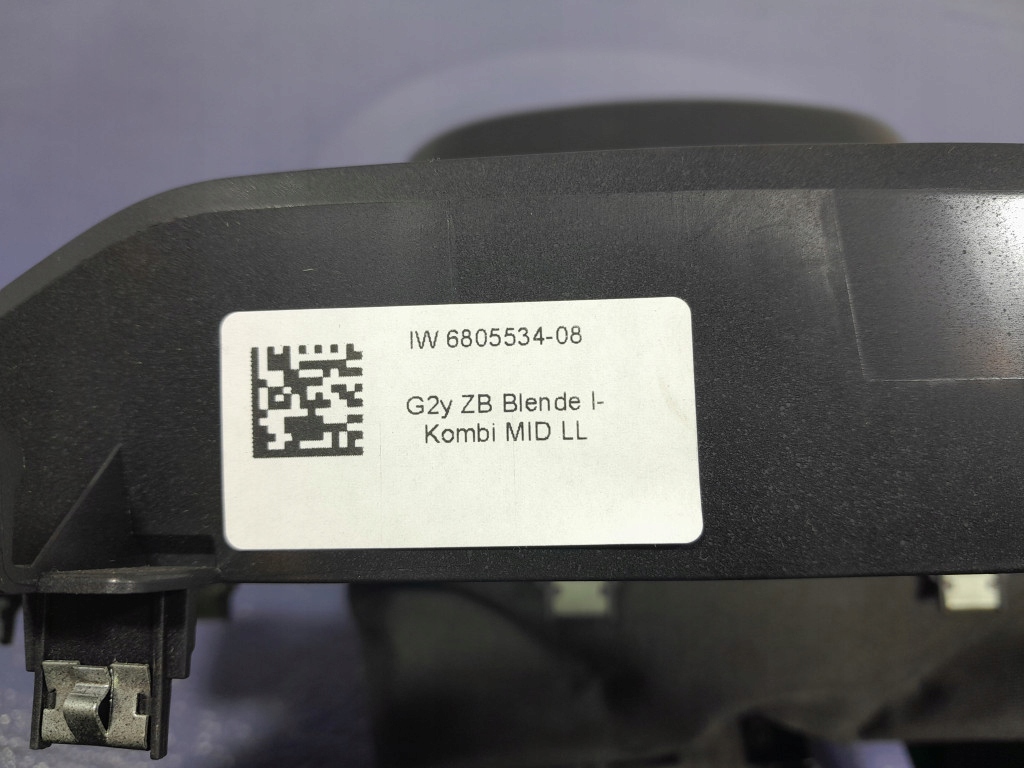 IW 6805534-08
G2y ZB Blende I-
Kombi MID LL